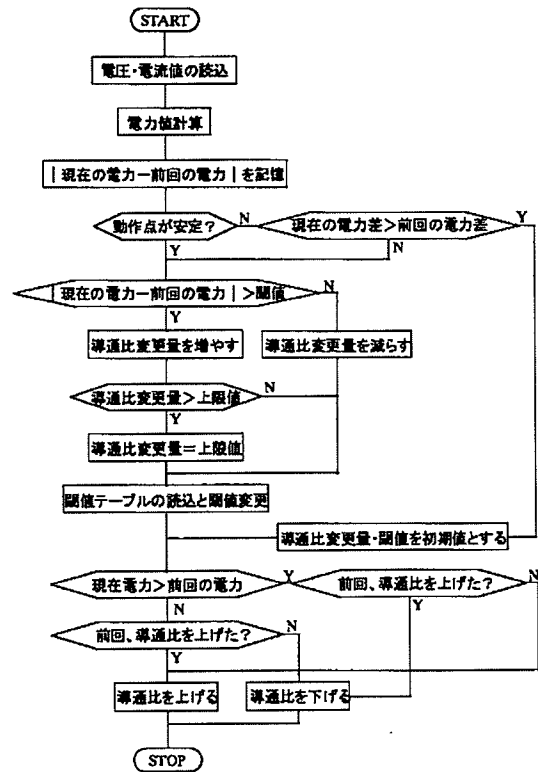 START
電圧・電流値の読込
電力値計算
｜現在の電力ー前回の電力｜を記憶
動作点が安定？
N
現在の電力差＞前回の電力差
Y
Y
N
｜現在の電力ー前回の電力｜＞閾値
N
Y
導通比変更量を増やす
導通比変更量を減らす
導通比変更量＞上限値
N
Y
導通比変更量＝上限値
閾値テーブルの読込と閾値変更
導通比変更量・閾値を初期値とする
現在電力＞前回の電力
Y
前回、導通比を上げた？
N
N
Y
前回、導通比を上げた？
N
Y
導通比を上げる
導通比を下げる
STOP